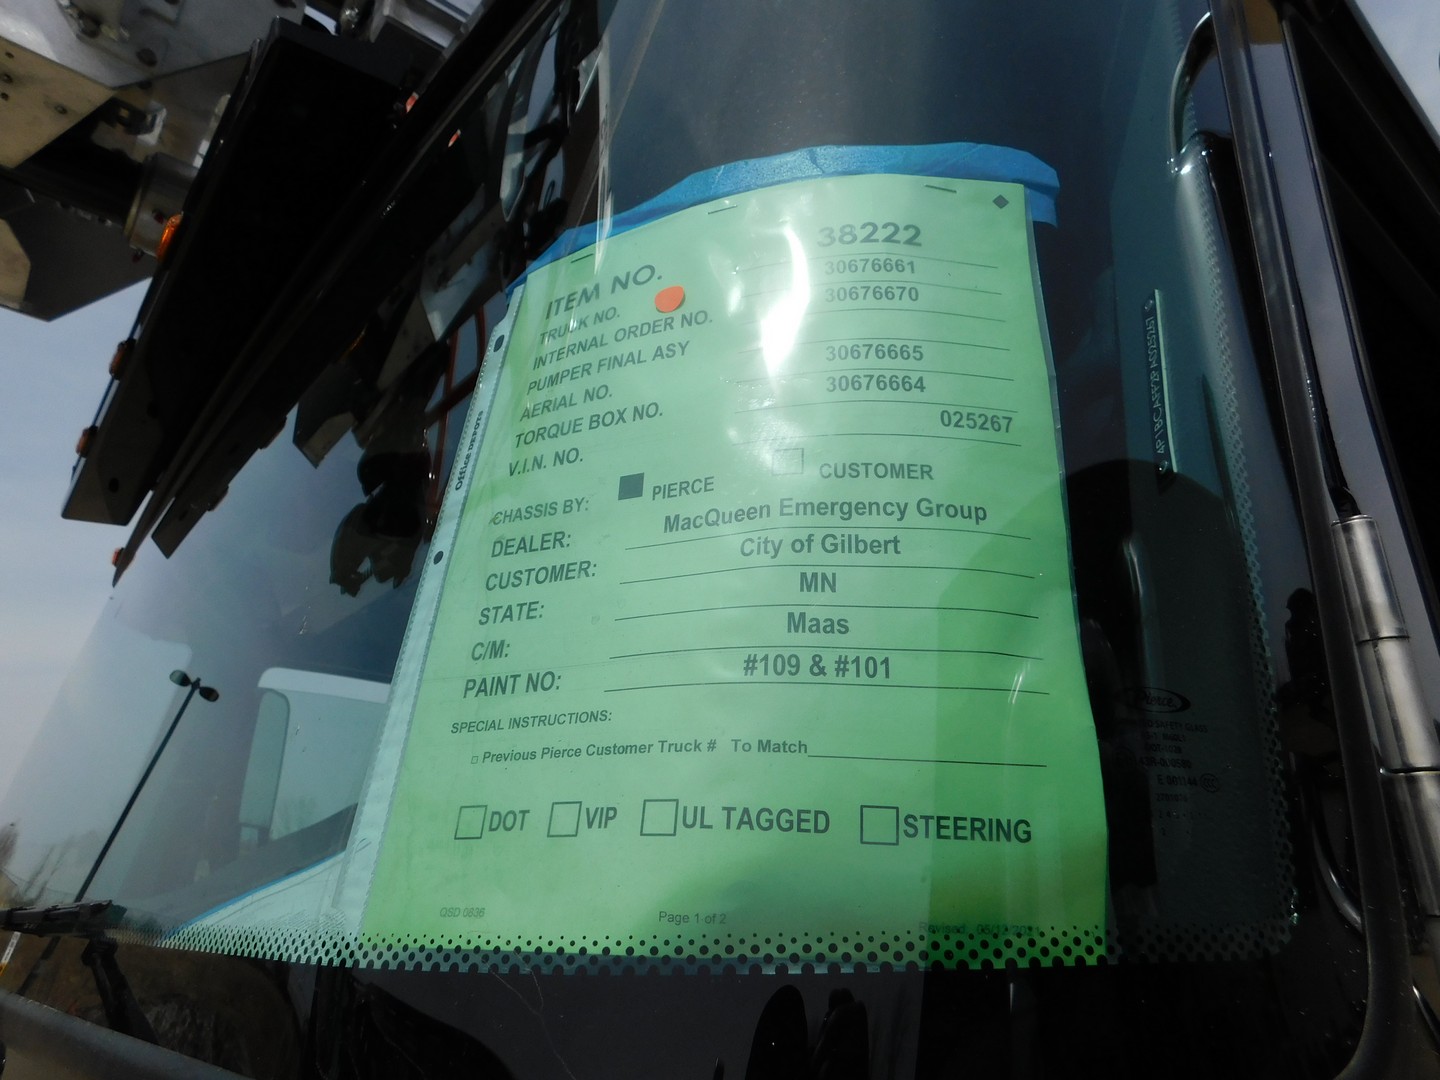 38222
ITEM NO.
30676661
TRUCK NO.
30676670
INTERNAL ORDER NO.
PUMPER FINAL ASY
30676665
AERIAL NO.
30676664
TORQUE BOX NO.
025267
V.I.N. NO.
CHASSIS BY: PIERCE CUSTOMER
DEALER: MacQueen Emergency Group
CUSTOMER: City of Gilbert
STATE: MN
C/M: Maas
PAINT NO: #109 & #101
SPECIAL INSTRUCTIONS:
Previous Pierce Customer Truck # To Match
DOT VIP UL TAGGED STEERING
QSD 0836
Page 1 of 2
Office DEPOT
Pierce